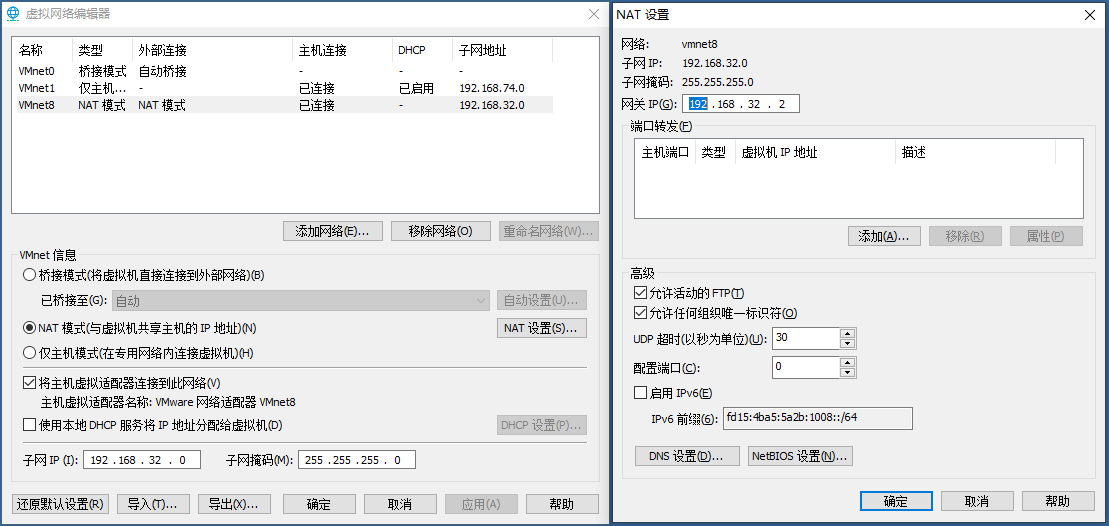 虚拟网络编辑器
名称 类型 外部连接 主机连接 DHCP 子网地址
VMnet0 桥接模式 自动桥接 - - -
VMnet1 仅主机... - 已连接 已启用 192.168.74.0
VMnet8 NAT 模式 NAT 模式 已连接 - 192.168.32.0
添加网络(E)... 移除网络(O) 重命名网络(W)...
VMnet 信息
桥接模式(将虚拟机直接连接到外部网络)(B)
已桥接至(G): 自动 自动设置(U)...
NAT 模式(与虚拟机共享主机的 IP 地址)(N) NAT 设置(S)...
仅主机模式(在专用网络内连接虚拟机)(H)
将主机虚拟适配器连接到此网络(V)
主机虚拟适配器名称: VMware 网络适配器 VMnet8
使用本地 DHCP 服务将 IP 地址分配给虚拟机(D) DHCP 设置(P)...
子网 IP (I): 192 . 168 . 32 . 0 子网掩码(M): 255 . 255 . 255 . 0
还原默认设置(R) 导入(T)... 导出(X)... 确定 取消 应用(A) 帮助
NAT 设置
网络: vmnet8
子网 IP: 192.168.32.0
子网掩码: 255.255.255.0
网关 IP(G): 192 . 168 . 32 . 2
端口转发(F)
主机端口 类型 虚拟机 IP 地址 描述
添加(A)... 移除(R) 属性(P)
高级
允许活动的 FTP(T)
允许任何组织唯一标识符(O)
UDP 超时(以秒为单位)(U): 30
配置端口(C): 0
启用 IPv6(E)
IPv6 前缀(6): fd15:4ba5:5a2b:1008::/64
DNS 设置(D)... NetBIOS 设置(N)...
确定 取消 帮助